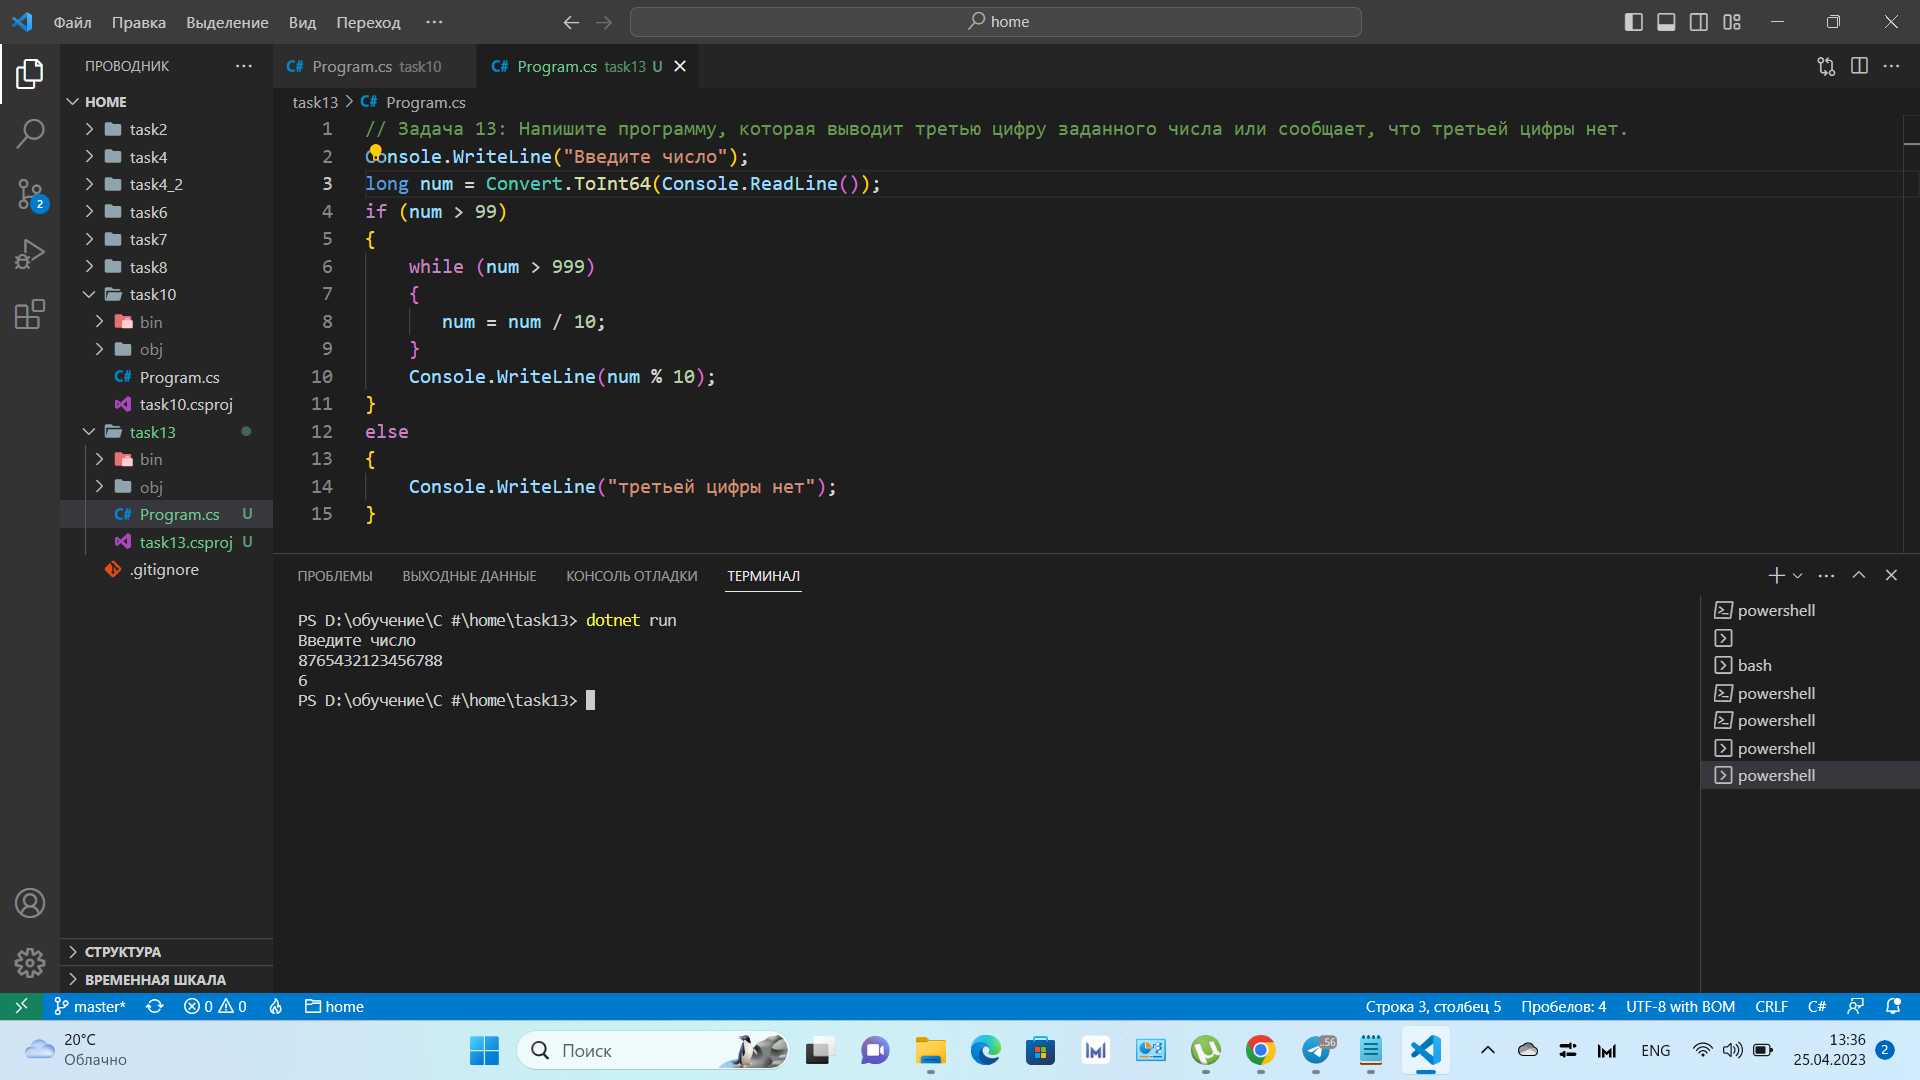 Файл Правка Выделение Вид Переход ··· home
ПРОВОДНИК ···
HOME
task2
task4
task4_2
task6
task7
task8
task10
bin
obj
C# Program.cs
task10.csproj
task13
bin
obj
C# Program.cs U
task13.csproj U
.gitignore
СТРУКТУРА
ВРЕМЕННАЯ ШКАЛА
C# Program.cs task10 C# Program.cs task13 U
task13 > C# Program.cs
1 // Задача 13: Напишите программу, которая выводит третью цифру заданного числа или сообщает, что третьей цифры нет.
2 Console.WriteLine("Введите число");
3 long num = Convert.ToInt64(Console.ReadLine());
4 if (num > 99)
5 {
6 while (num > 999)
7 {
8 num = num / 10;
9 }
10 Console.WriteLine(num % 10);
11 }
12 else
13 {
14 Console.WriteLine("третьей цифры нет");
15 }
ПРОБЛЕМЫ ВЫХОДНЫЕ ДАННЫЕ КОНСОЛЬ ОТЛАДКИ ТЕРМИНАЛ
PS D:\обучение\C #\home\task13> dotnet run
Введите число
8765432123456788
6
PS D:\обучение\C #\home\task13>
powershell
bash
powershell
powershell
powershell
powershell
2
master* 0 0 home Строка 3, столбец 5 Пробелов: 4 UTF-8 with BOM CRLF C#
20°C
Облачно
Поиск
..56
ENG
13:36
25.04.2023
2